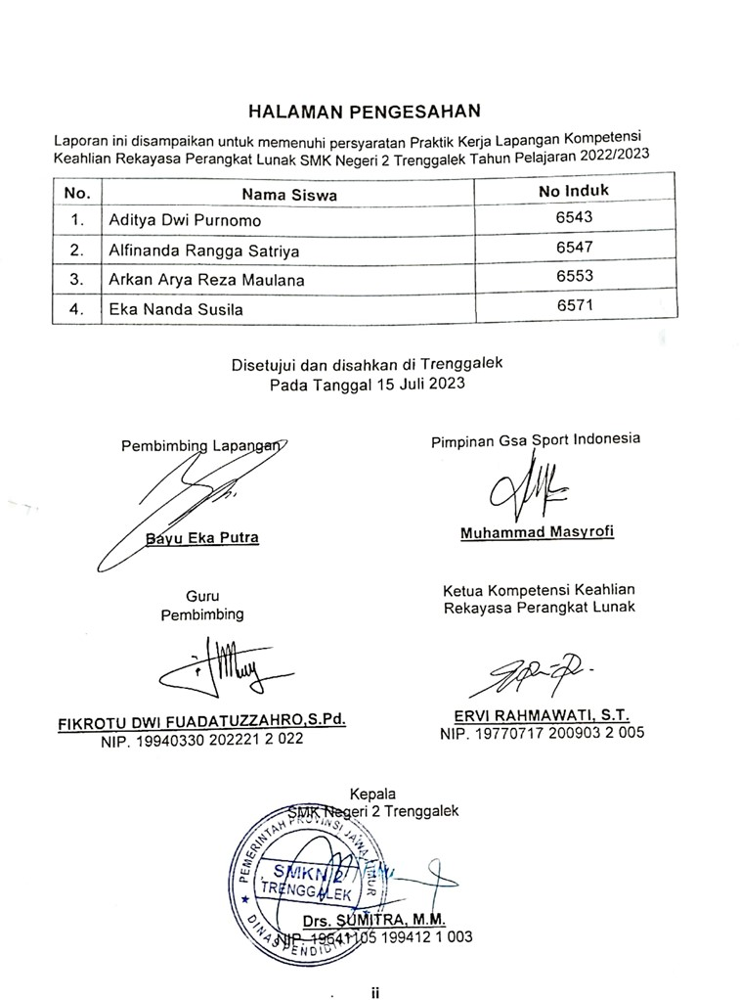 HALAMAN PENGESAHAN
Laporan ini disampaikan untuk memenuhi persyaratan Praktik Kerja Lapangan Kompetensi
Keahlian Rekayasa Perangkat Lunak SMK Negeri 2 Trenggalek Tahun Pelajaran 2022/2023
No. Nama Siswa No Induk
1. Aditya Dwi Purnomo 6543
2. Alfinanda Rangga Satriya 6547
3. Arkan Arya Reza Maulana 6553
4. Eka Nanda Susila 6571
Disetujui dan disahkan di Trenggalek
Pada Tanggal 15 Juli 2023
Pembimbing Lapangan
Bayu Eka Putra
Pimpinan Gsa Sport Indonesia
Muhammad Masyrofi
Guru
Pembimbing
FIKROTU DWI FUADATUZZAHRO,S.Pd.
NIP. 19940330 202221 2 022
Ketua Kompetensi Keahlian
Rekayasa Perangkat Lunak
ERVI RAHMAWATI, S.T.
NIP. 19770717 200903 2 005
Kepala
SMK Negeri 2 Trenggalek
PEMERINTAH PROVINSI JAWA TIMUR
SMKN 2
TRENGGALEK
DINAS PENDIDIKAN
Drs. SUMITRA, M.M.
NIP. 19641105 199412 1 003
ii